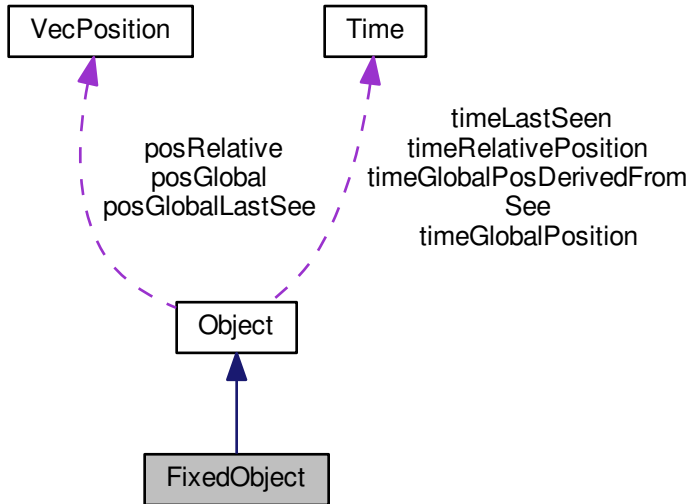 VecPosition
Time
posRelative
posGlobal
posGlobalLastSee
timeLastSeen
timeRelativePosition
timeGlobalPosDerivedFrom
See
timeGlobalPosition
Object
FixedObject